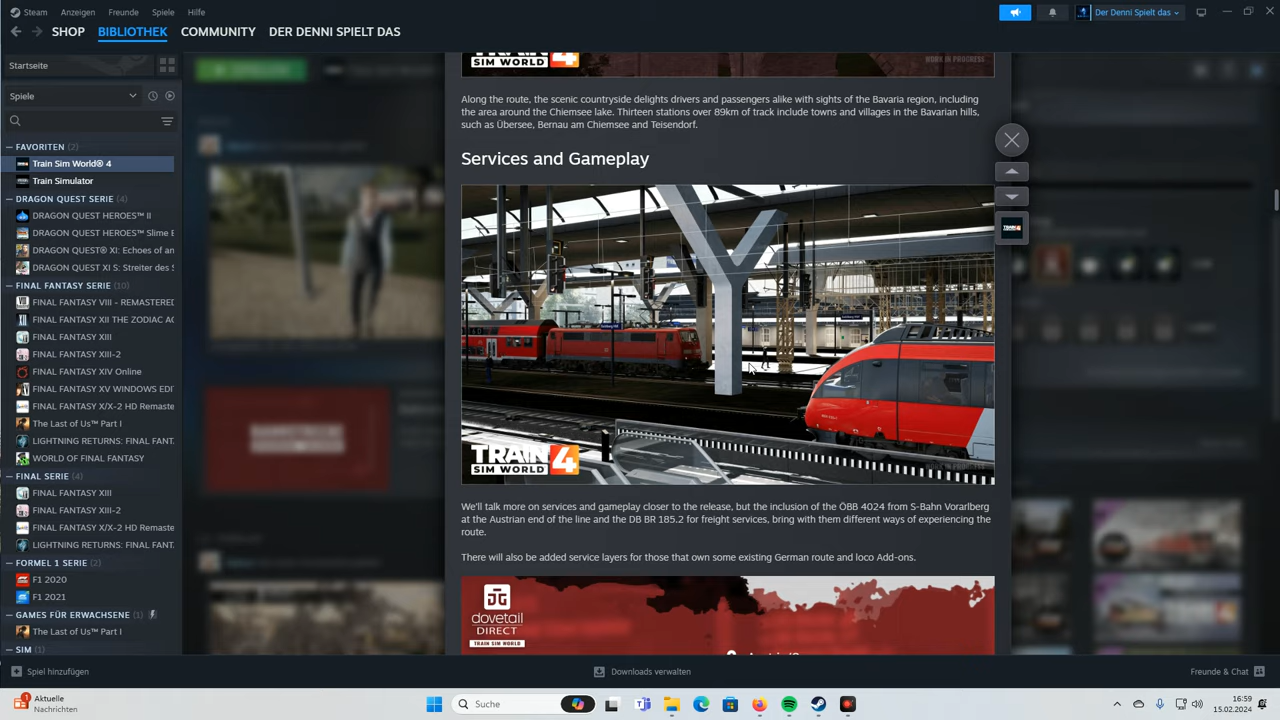 Steam Anzeigen Freunde Spiele Hilfe
Der Denni Spielt das
SHOP BIBLIOTHEK COMMUNITY DER DENNI SPIELT DAS
Startseite
Spiele
FAVORITEN (2)
Train Sim World® 4
Train Simulator
DRAGON QUEST SERIE (4)
DRAGON QUEST HEROES™ II
DRAGON QUEST HEROES™ Slime E
DRAGON QUEST® XI: Echoes of an
DRAGON QUEST XI S: Streiter des S
FINAL FANTASY SERIE (10)
FINAL FANTASY VIII - REMASTERED
FINAL FANTASY XII THE ZODIAC AG
FINAL FANTASY XIII
FINAL FANTASY XIII-2
FINAL FANTASY XIV Online
FINAL FANTASY XV WINDOWS EDIT
FINAL FANTASY X/X-2 HD Remaste
The Last of Us™ Part I
LIGHTNING RETURNS: FINAL FANT
WORLD OF FINAL FANTASY
FINAL SERIE (4)
FINAL FANTASY XIII
FINAL FANTASY XIII-2
FINAL FANTASY X/X-2 HD Remaste
LIGHTNING RETURNS: FINAL FANT
FORMEL 1 SERIE (2)
F1 2020
F1 2021
GAMES FÜR ERWACHSENE (1)
The Last of Us™ Part I
SIM (1)
SIM WORLD 4
WORK IN PROGRESS
Along the route, the scenic countryside delights drivers and passengers alike with sights of the Bavaria region, including
the area around the Chiemsee lake. Thirteen stations over 89km of track include towns and villages in the Bavarian hills,
such as Übersee, Bernau am Chiemsee and Teisendorf.
Services and Gameplay
TRAIN
SIM WORLD 4
WORK IN PROGRESS
We'll talk more on services and gameplay closer to the release, but the inclusion of the ÖBB 4024 from S-Bahn Vorarlberg
at the Austrian end of the line and the DB BR 185.2 for freight services, bring with them different ways of experiencing the
route.
There will also be added service layers for those that own some existing German route and loco Add-ons.
dovetail
DIRECT
TRAIN SIM WORLD
Spiel hinzufügen
Downloads verwalten
Freunde & Chat
1
Aktuelle
Nachrichten
Suche
16:59
15.02.2024